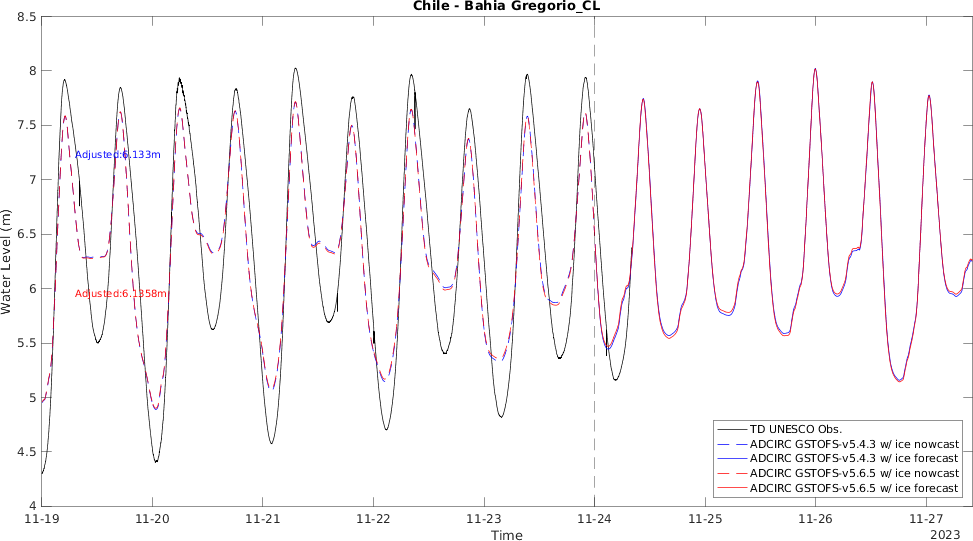 Chile - Bahia Gregorio_CL
8.5
8
7.5
7
6.5
6
5.5
5
4.5
4
Water Level (m)
Adjusted:6.133m
Adjusted:6.1358m
TD UNESCO Obs.
ADCIRC GSTOFS-v5.4.3 w/ ice nowcast
ADCIRC GSTOFS-v5.4.3 w/ ice forecast
ADCIRC GSTOFS-v5.6.5 w/ ice nowcast
ADCIRC GSTOFS-v5.6.5 w/ ice forecast
11-19 11-20 11-21 11-22 11-23 11-24 11-25 11-26 11-27
Time
2023